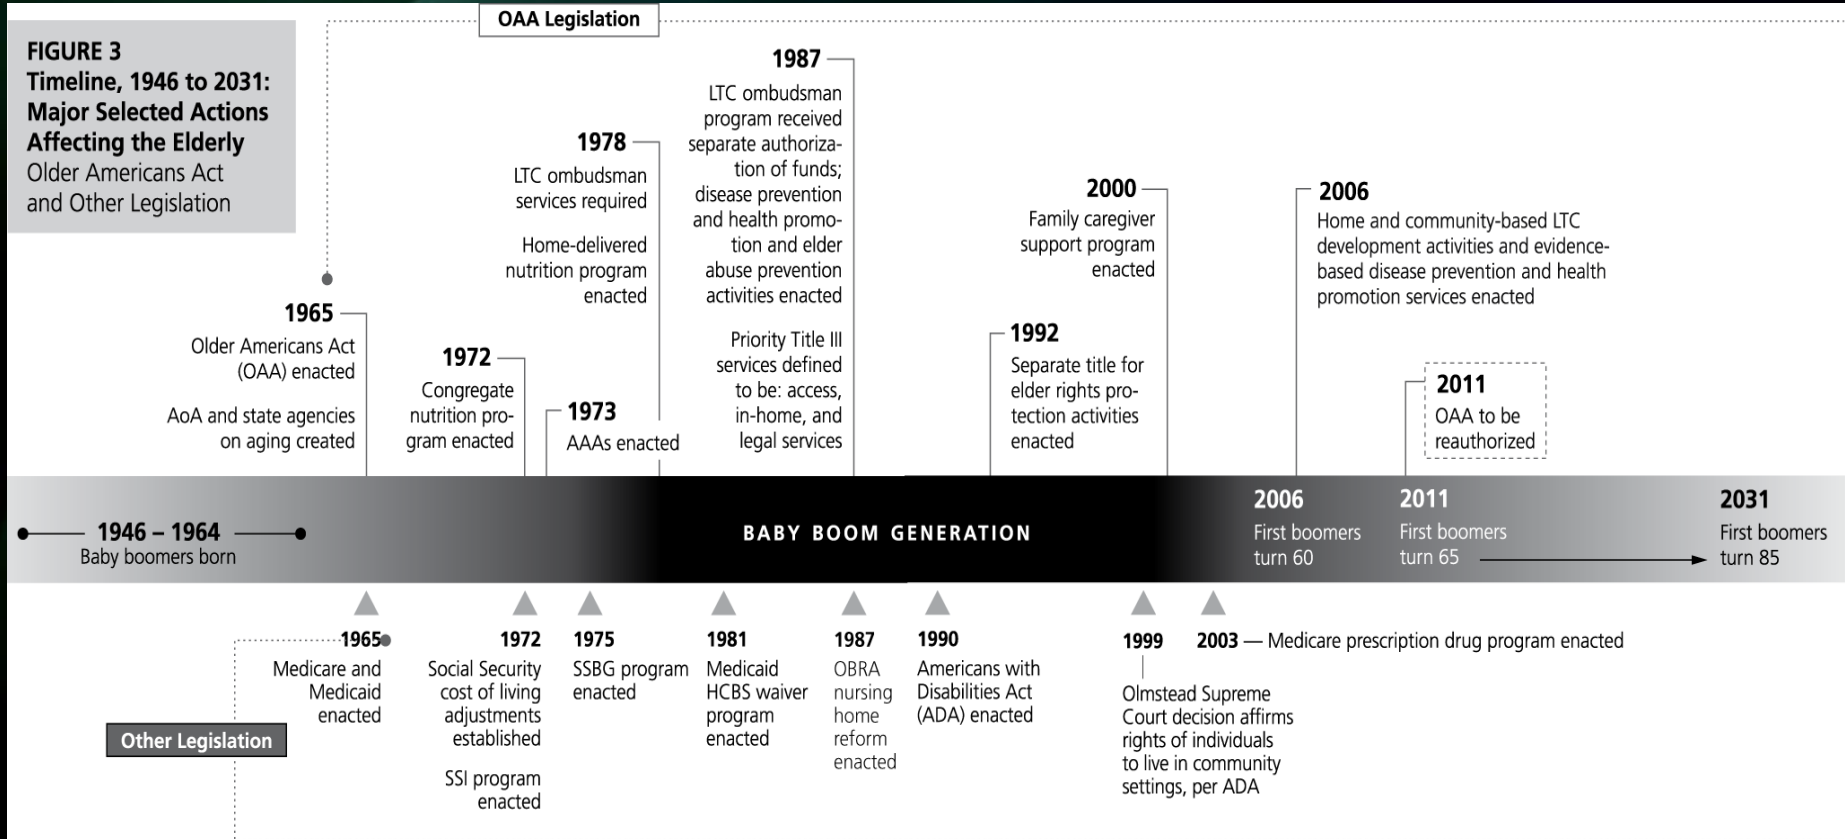 FIGURE 3
Timeline, 1946 to 2031:
Major Selected Actions
Affecting the Elderly
Older Americans Act
and Other Legislation
OAA Legislation
1965
Older Americans Act
(OAA) enacted
AoA and state agencies
on aging created
1972
Congregate
nutrition pro-
gram enacted
1973
AAAs enacted
1978
LTC ombudsman
services required
Home-delivered
nutrition program
enacted
1987
LTC ombudsman
program received
separate authoriza-
tion of funds;
disease prevention
and health promo-
tion and elder
abuse prevention
activities enacted
Priority Title III
services defined
to be: access,
in-home, and
legal services
1992
Separate title for
elder rights pro-
tection activities
enacted
2000
Family caregiver
support program
enacted
2006
Home and community-based LTC
development activities and evidence-
based disease prevention and health
promotion services enacted
2011
OAA to be
reauthorized
1946 – 1964
Baby boomers born
BABY BOOM GENERATION
2006
First boomers
turn 60
2011
First boomers
turn 65
2031
First boomers
turn 85
Other Legislation
1965
Medicare and
Medicaid
enacted
1972
Social Security
cost of living
adjustments
established
SSI program
enacted
1975
SSBG program
enacted
1981
Medicaid
HCBS waiver
program
enacted
1987
OBRA
nursing
home
reform
enacted
1990
Americans with
Disabilities Act
(ADA) enacted
1999
Olmstead Supreme
Court decision affirms
rights of individuals
to live in community
settings, per ADA
2003 — Medicare prescription drug program enacted